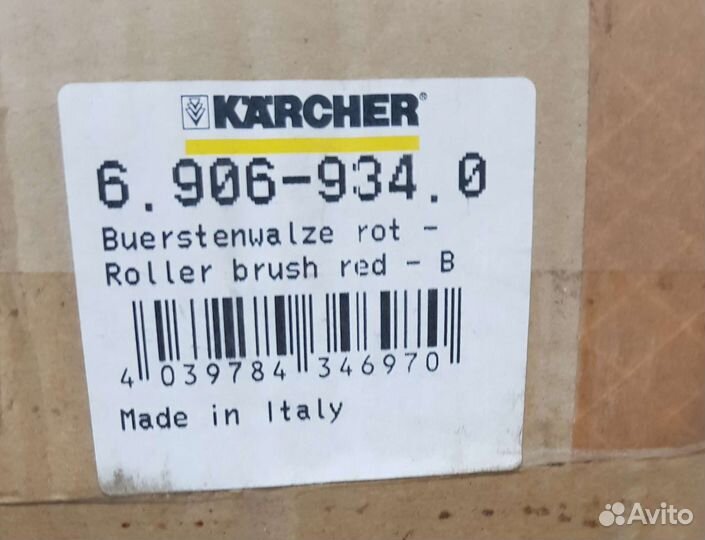 KÄRCHER®
6.906-934.0
Buerstenwalze rot -
Roller brush red - B
4 039784 346970
Made in Italy
Avito